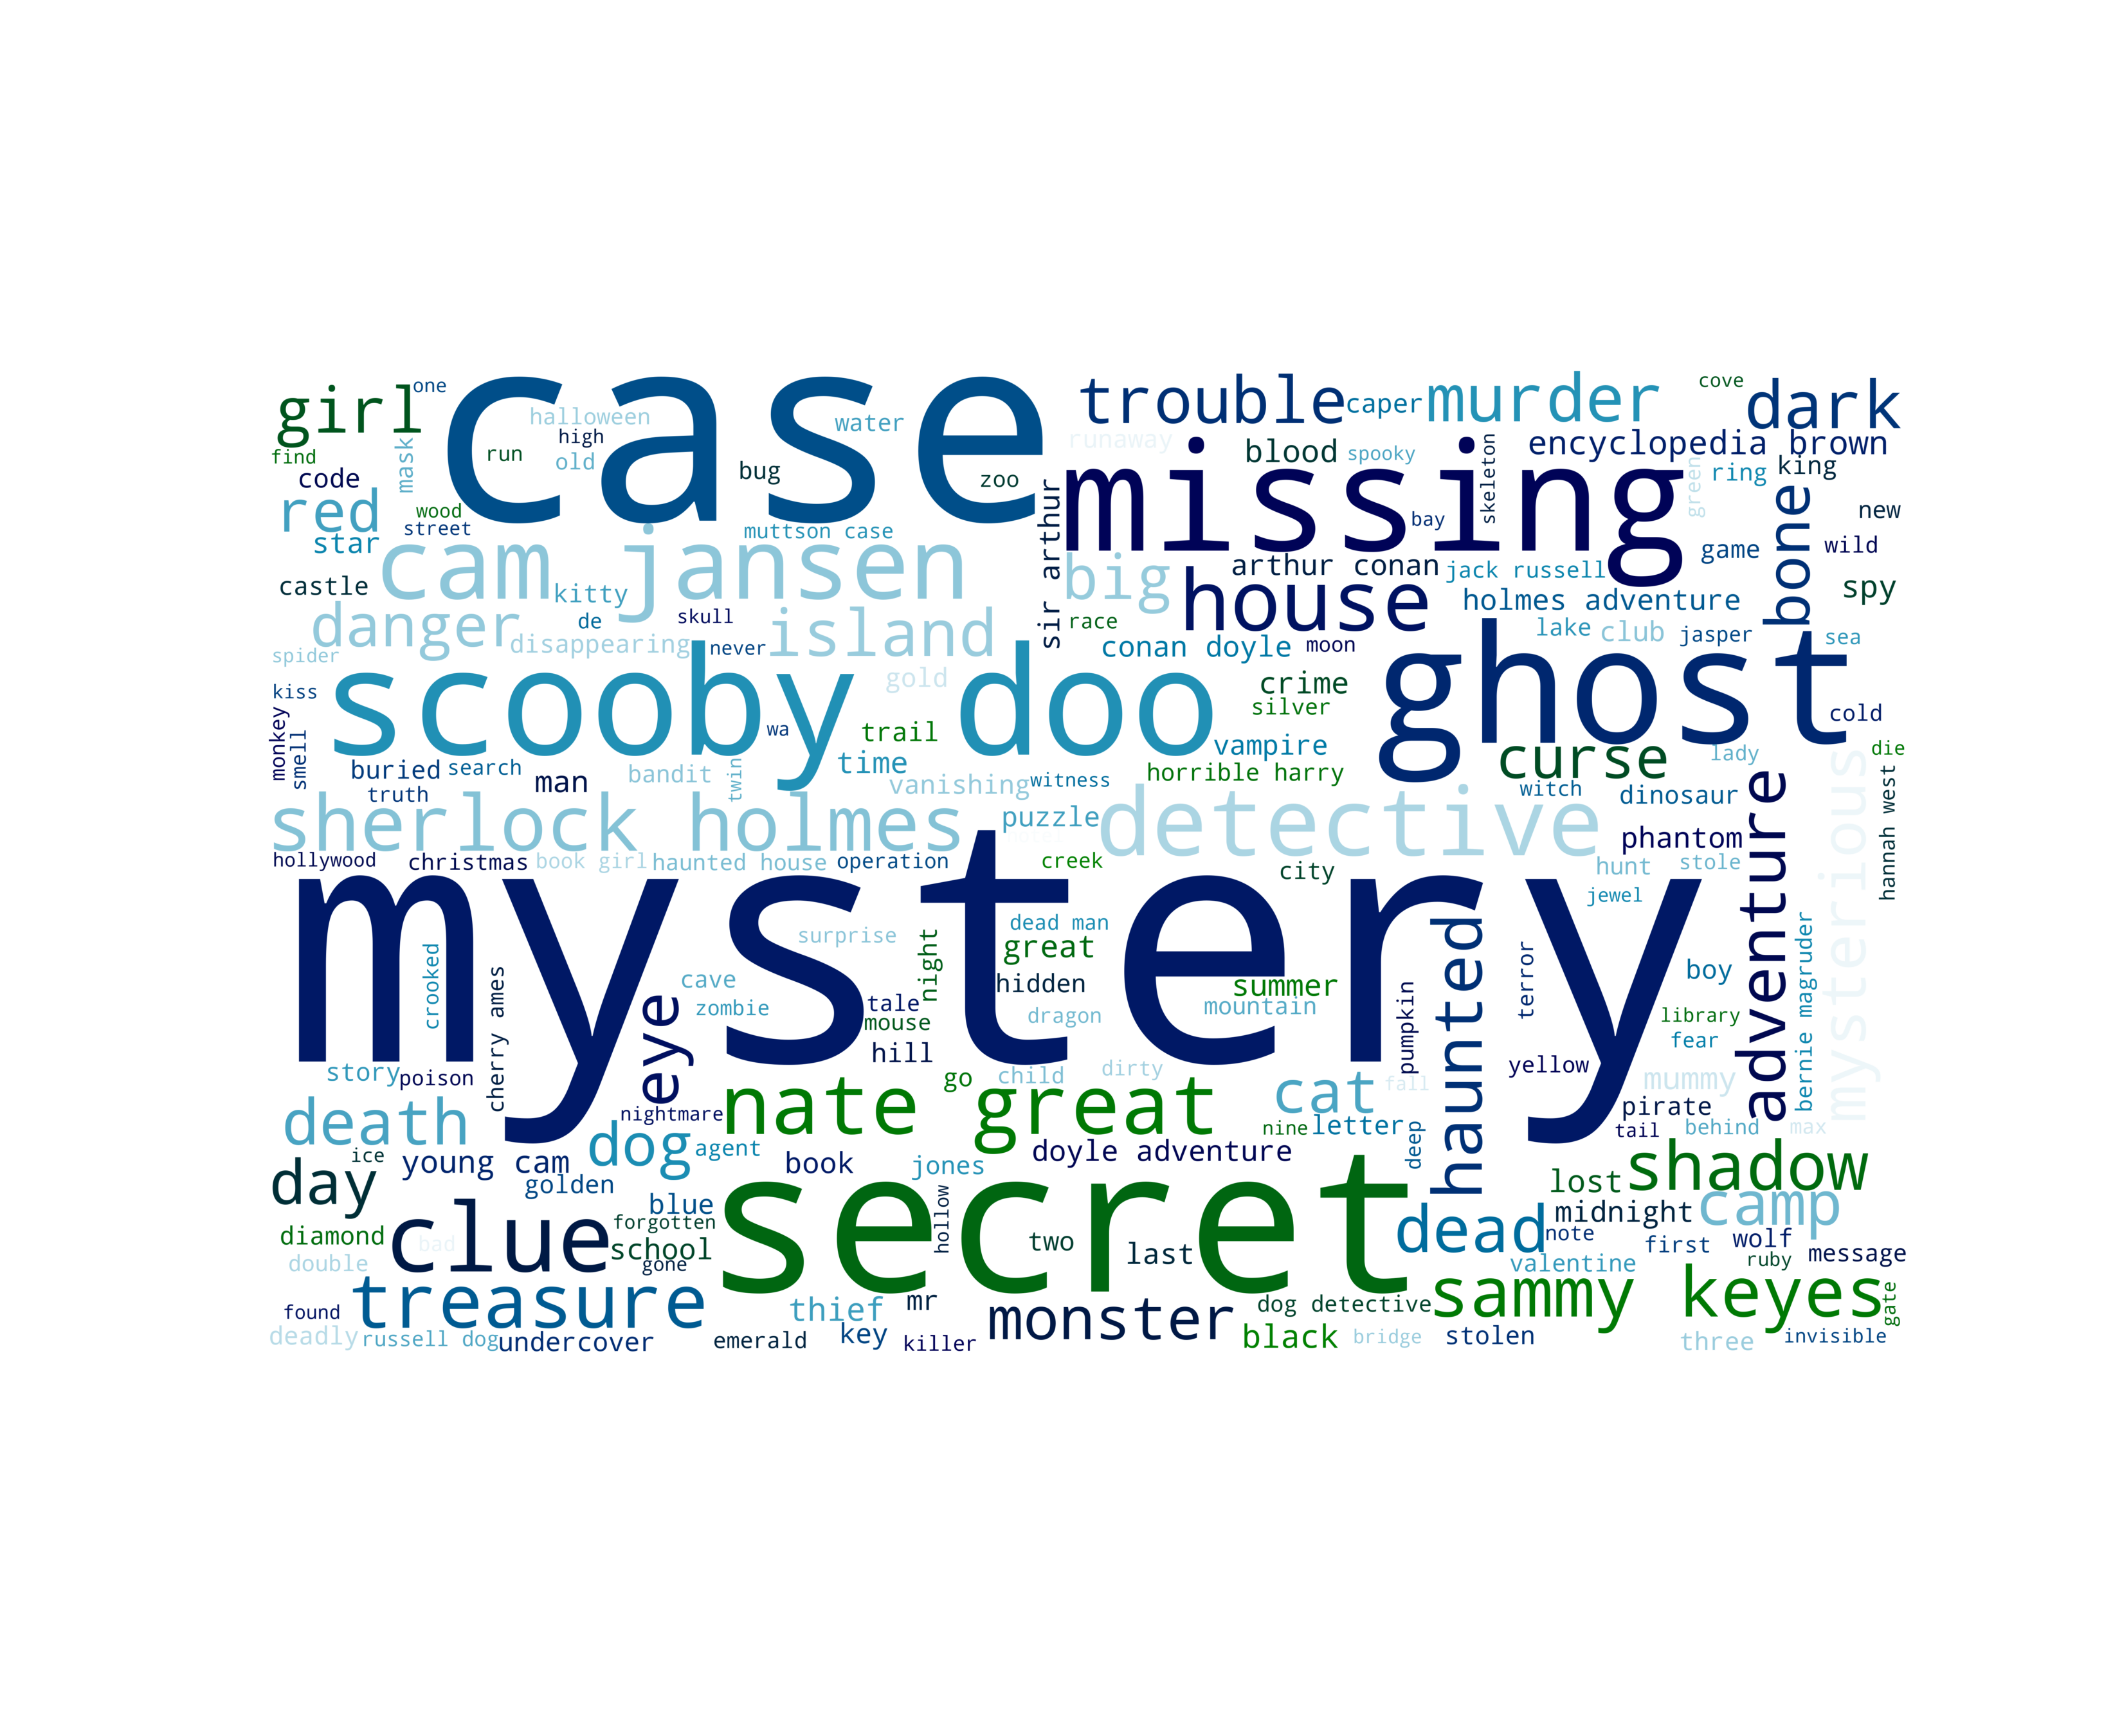 case
mystery
secret
missing
scooby doo
ghost
cam jansen
sherlock holmes
detective
girl
one
halloween
high
old
run
water
bug
zoo
find
code
mask
red
wood
street
star
muttson case
castle
kitty
de
skull
danger
disappearing
never
island
spider
gold
kiss
monkey
smell
wa
trail
time
buried
search
man
bandit
twin
truth
vanishing
witness
puzzle
trouble
caper
murder
cove
dark
runaway
blood
spooky
skeleton
encyclopedia brown
green
ring
king
bone
new
bay
game
wild
sir arthur
big
arthur conan
jack russell
house
holmes adventure
spy
race
lake
club
jasper
sea
conan doyle
moon
crime
silver
vampire
horrible harry
curse
lady
cold
die
witch
dinosaur
adventure
mysterious
hannah west
phantom
hollywood
christmas
book girl
haunted house
operation
creek
city
hunt
stole
jewel
crooked
cherry ames
surprise
night
dead man
great
hidden
summer
mountain
dragon
cave
zombie
eye
tale
mouse
hill
haunted
pumpkin
terror
boy
bernie magruder
library
fear
yellow
mummy
story
poison
nightmare
nate great
go
child
dirty
cat
fall
pirate
tail
behind
max
death
ice
dog
agent
young cam
golden
book
jones
doyle adventure
nine
letter
deep
day
blue
lost
shadow
camp
midnight
diamond
clue
forgotten
bad
school
gone
hollow
two
last
dead
note
first
wolf
message
double
valentine
ruby
treasure
found
thief
mr
monster
dog detective
sammy keyes
gate
deadly
russell dog
undercover
emerald
key
killer
black
bridge
stolen
three
invisible